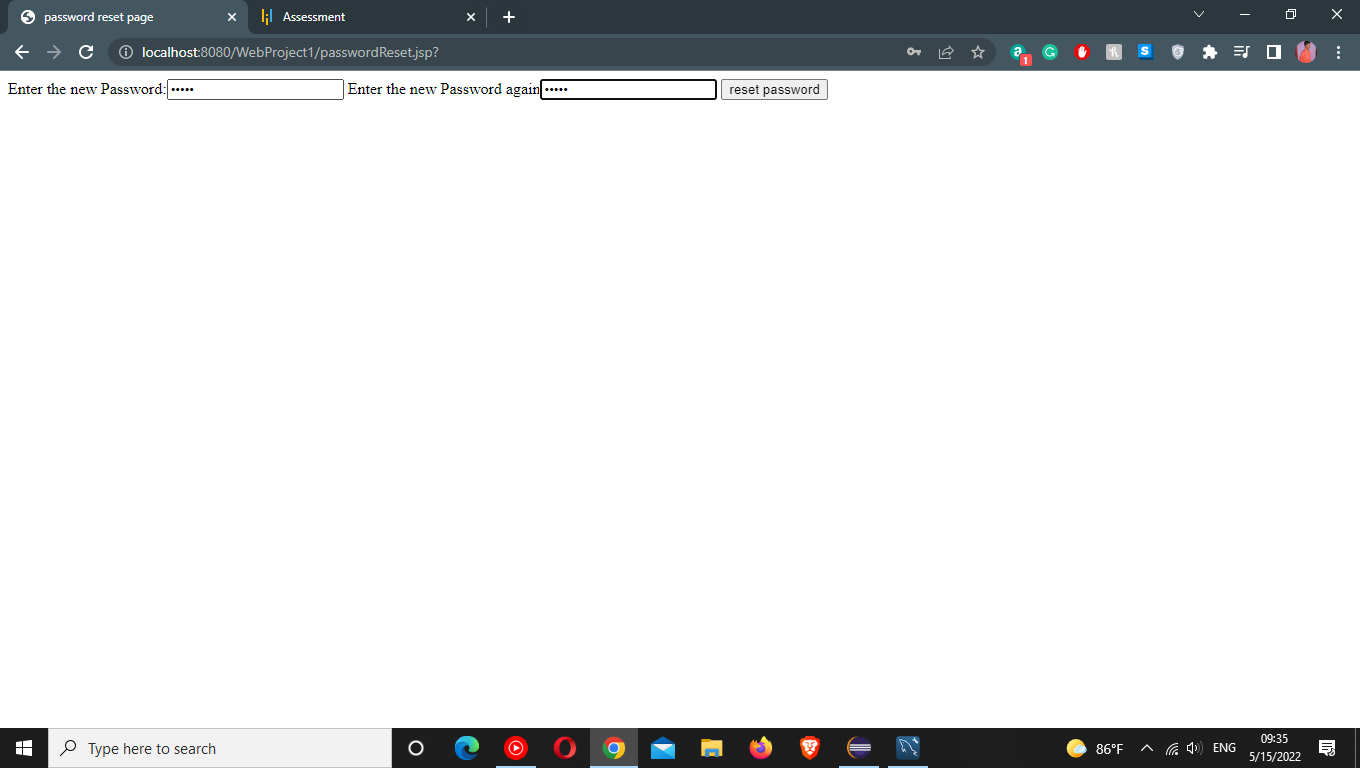 password reset page
Assessment
localhost:8080/WebProject1/passwordReset.jsp?
1
Enter the new Password: ••••• Enter the new Password again ••••• reset password
Type here to search
86°F
ENG
09:35
5/15/2022